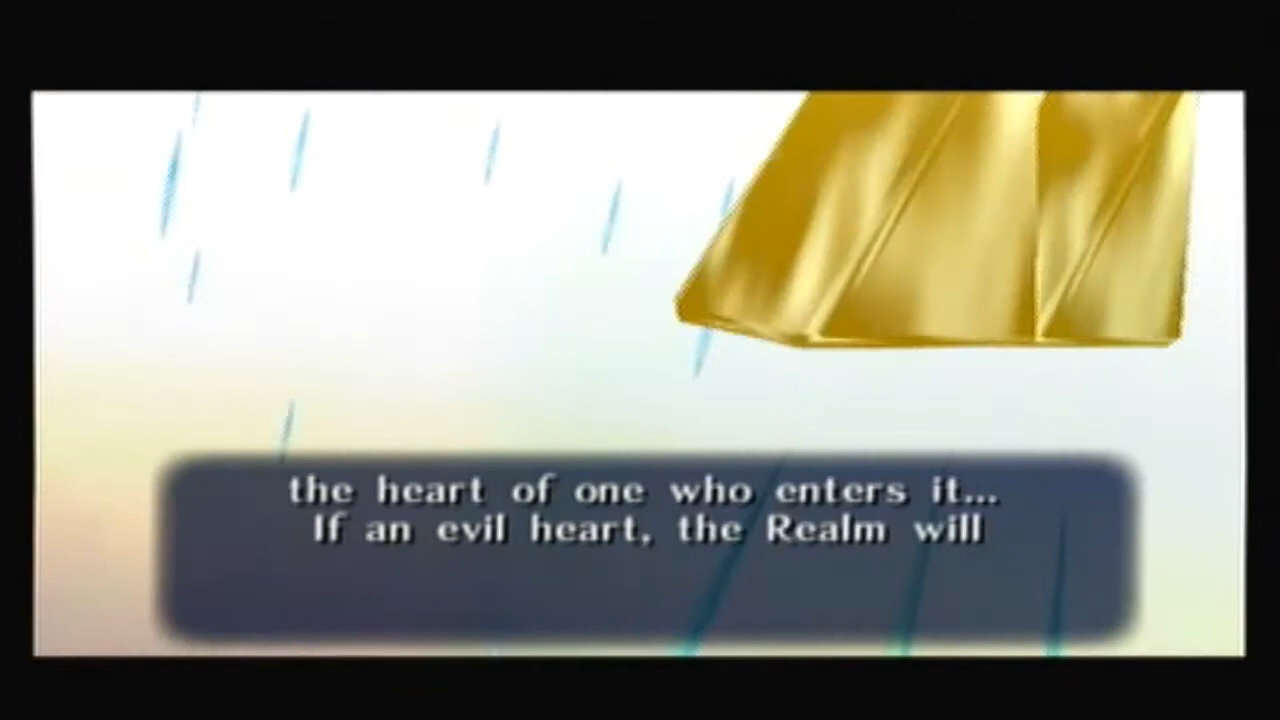 the heart of one who enters it...
If an evil heart, the Realm will